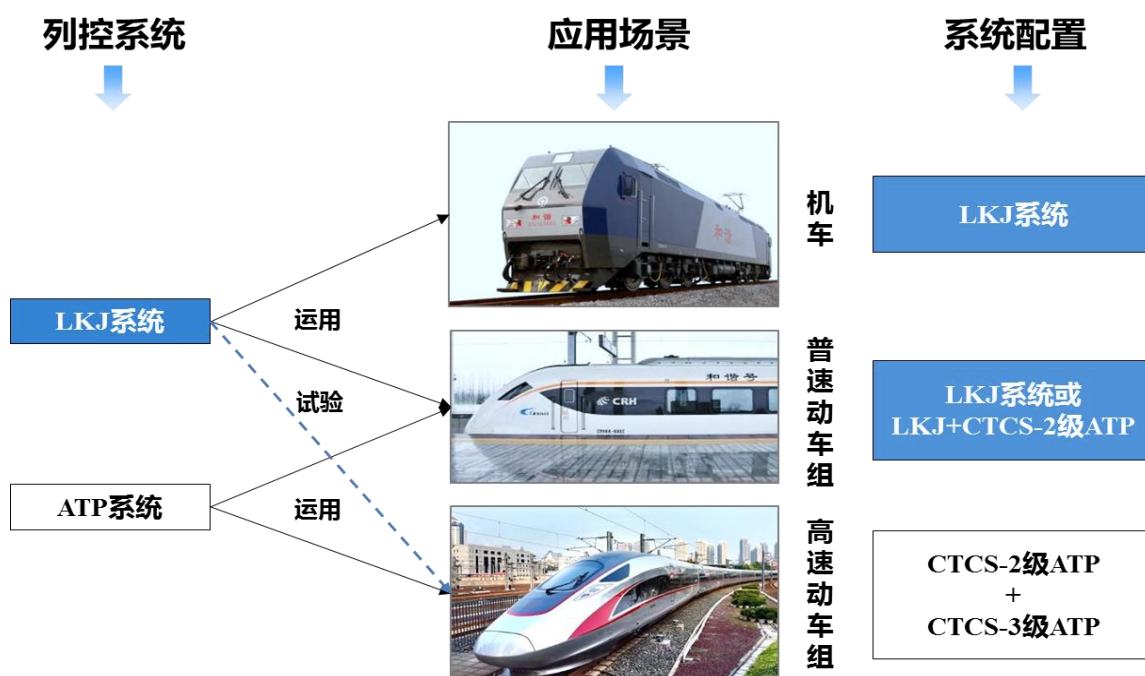 列控系统
应用场景
系统配置
和谐
和谐
机车
LKJ系统
LKJ系统
运用
试验
和谐号
CRH
普速动车组
LKJ系统或
LKJ+CTCS-2级ATP
ATP系统
运用
高速动车组
CTCS-2级ATP
+
CTCS-3级ATP